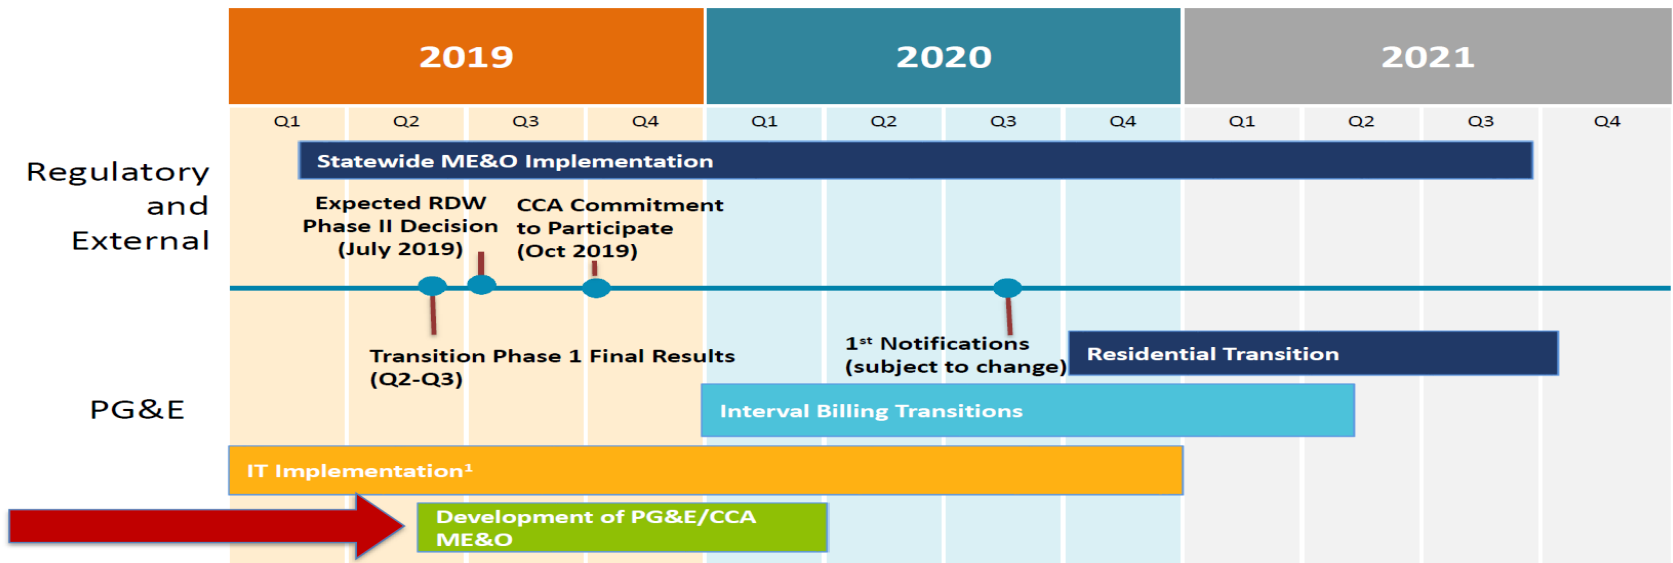 2019
2020
2021
Q1
Q2
Q3
Q4
Q1
Q2
Q3
Q4
Q1
Q2
Q3
Q4
Regulatory
and
External
Statewide ME&O Implementation
Expected RDW
Phase II Decision
(July 2019)
CCA Commitment
to Participate
(Oct 2019)
Transition Phase 1 Final Results
(Q2-Q3)
1st Notifications
(subject to change)
Residential Transition
PG&E
Interval Billing Transitions
IT Implementation¹
Development of PG&E/CCA
ME&O